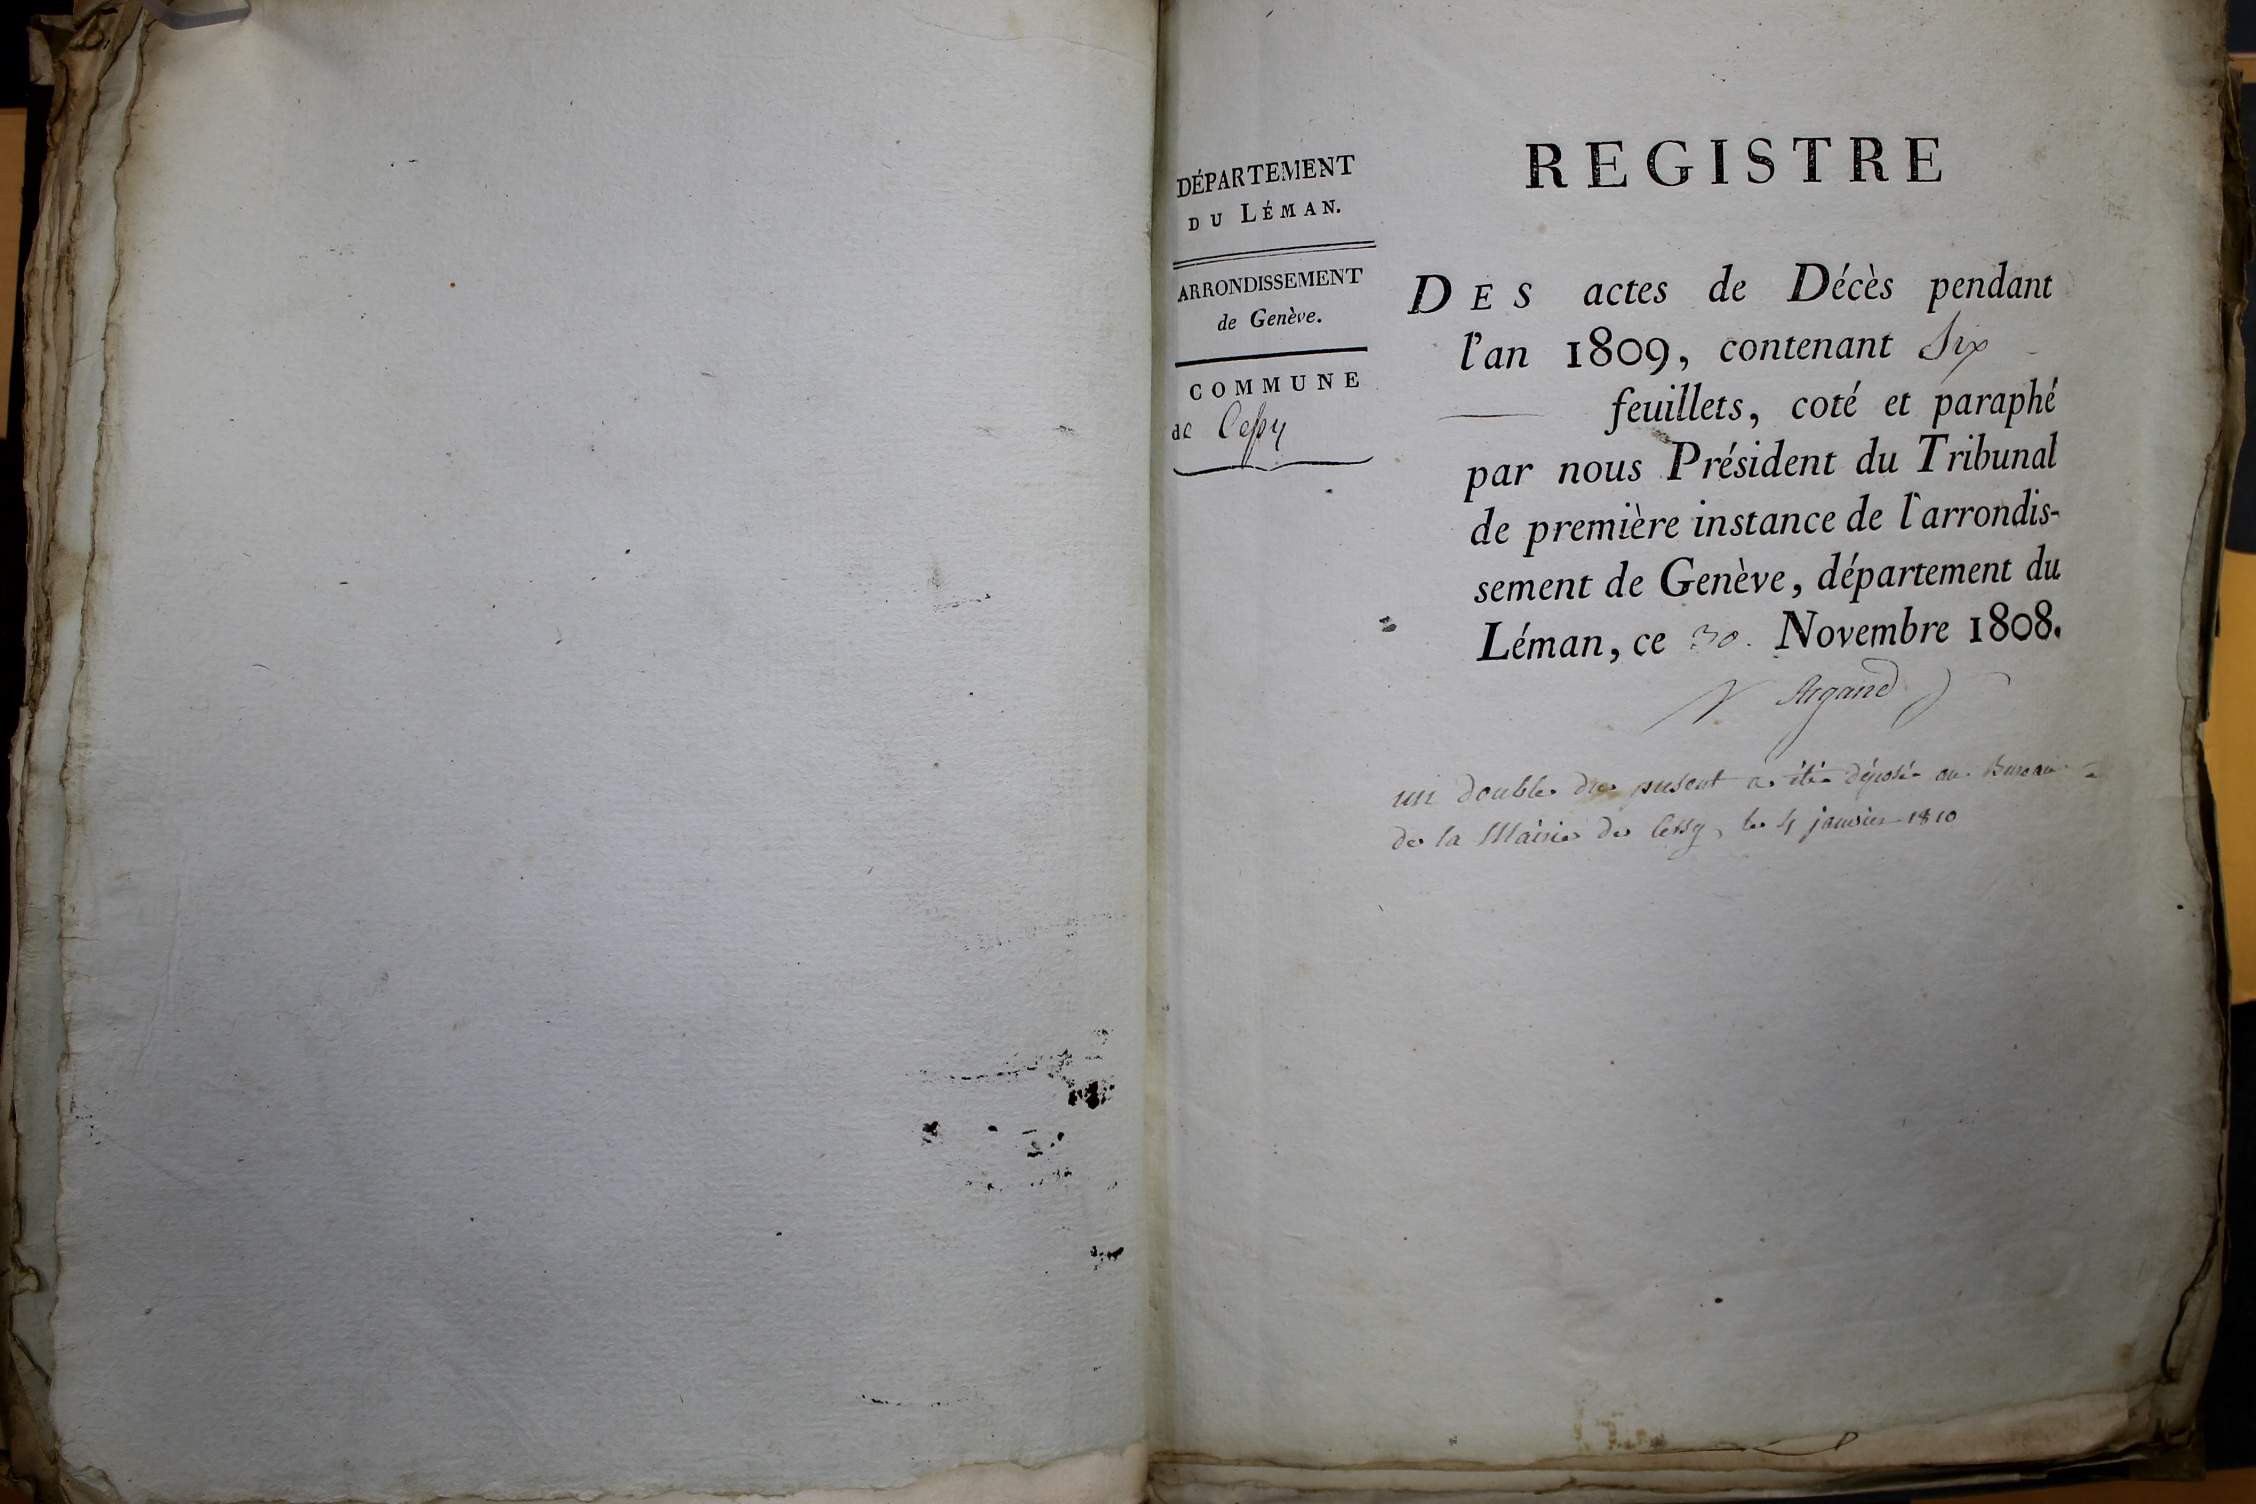 DÉPARTEMENT
DU LÉMAN.
ARRONDISSEMENT
de Genève.
COMMUNE
de Cessy
REGISTRE
DES actes de Décès pendant
l'an 1809, contenant Six
feuillets, coté et paraphé
par nous Président du Tribunal
de première instance de l'arrondis-
sement de Genève, département du
Léman, ce 30. Novembre 1808.
Argand
un double du present a été déposé au Bureau
de la Mairie de Cessy, le 4 janvier 1810